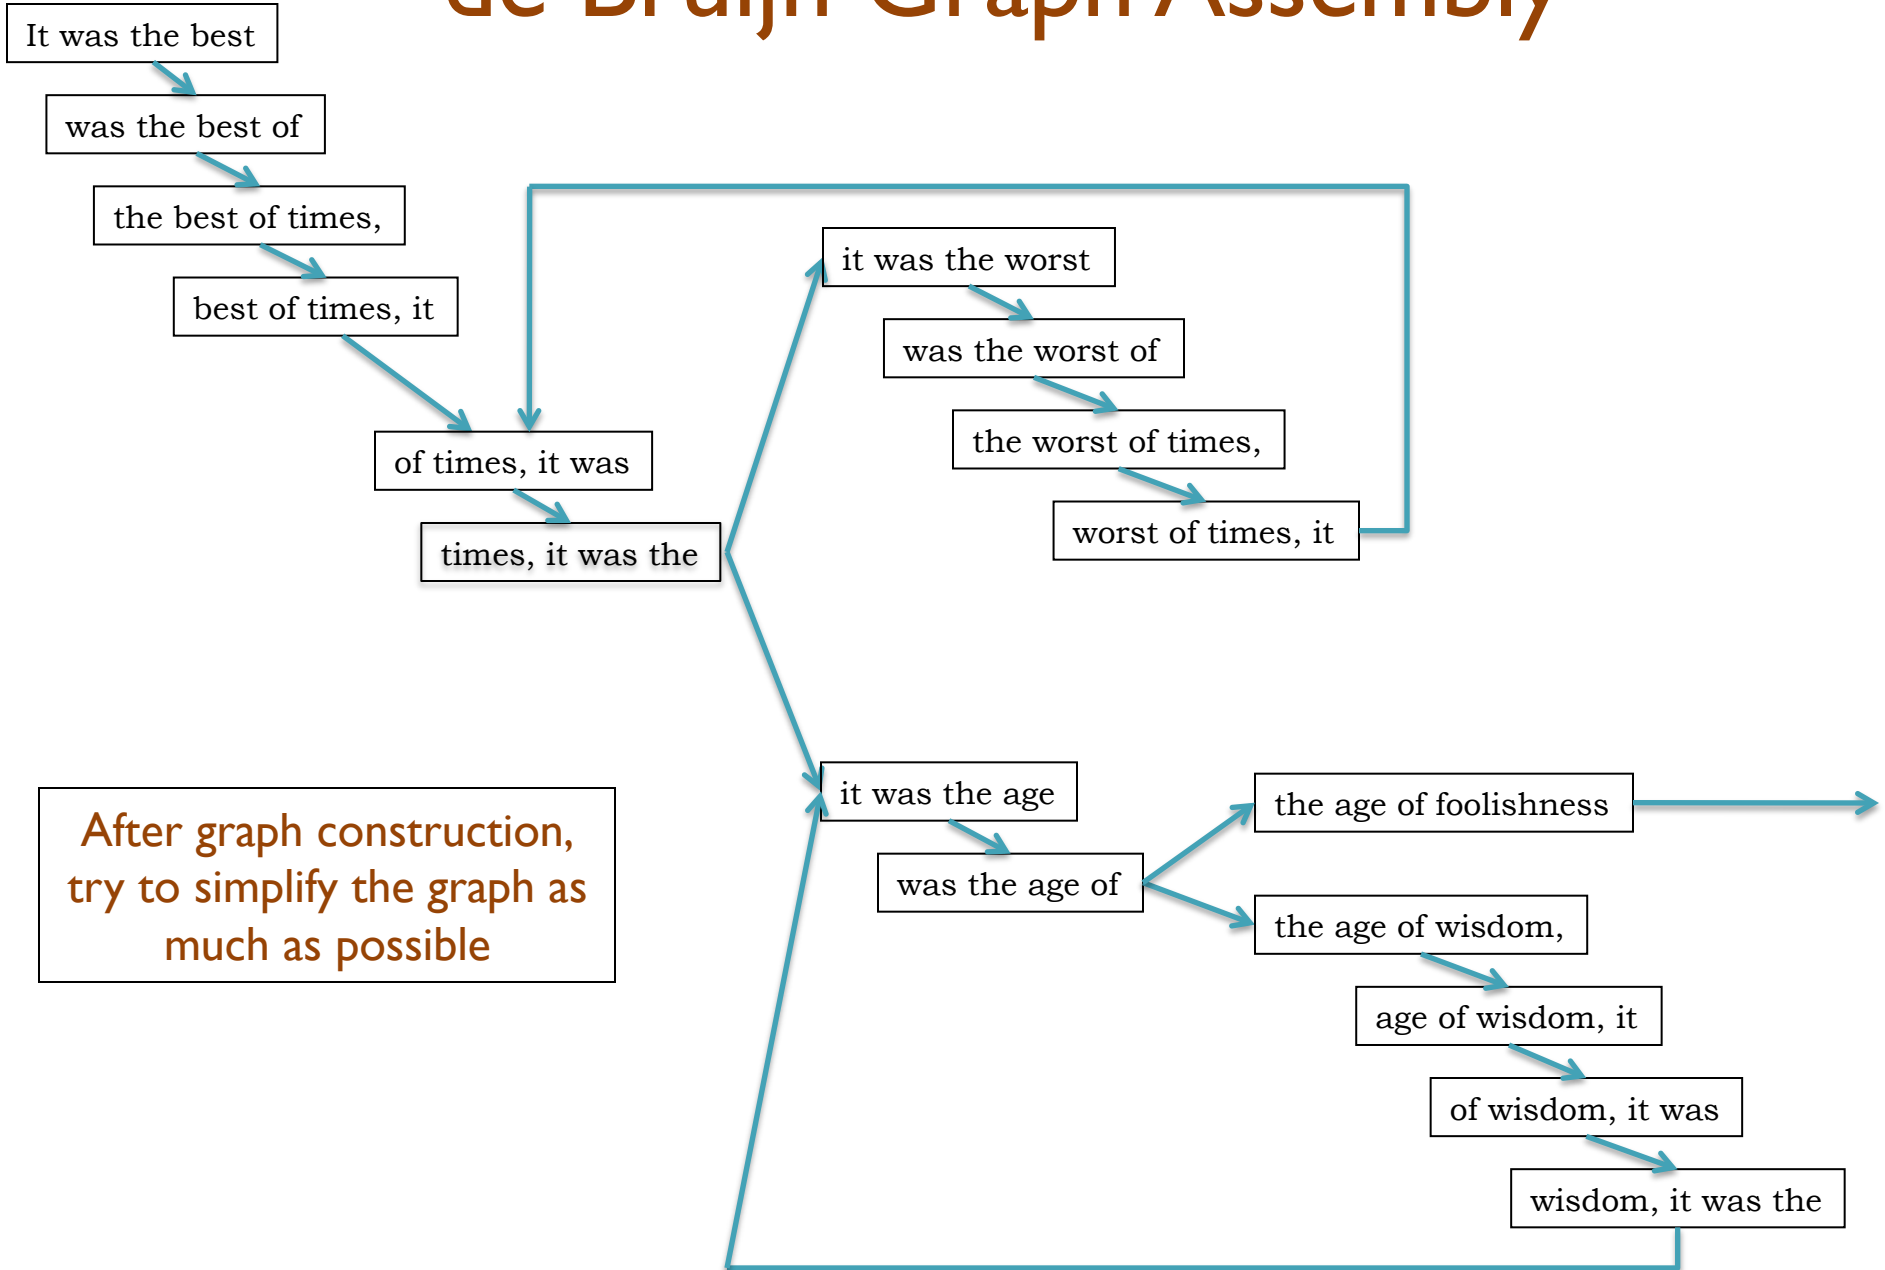 de Bruijn Graph Assembly
It was the best
was the best of
the best of times,
best of times, it
of times, it was
times, it was the
it was the worst
was the worst of
the worst of times,
worst of times, it
it was the age
was the age of
the age of foolishness
the age of wisdom,
age of wisdom, it
of wisdom, it was
wisdom, it was the
After graph construction,
try to simplify the graph as
much as possible